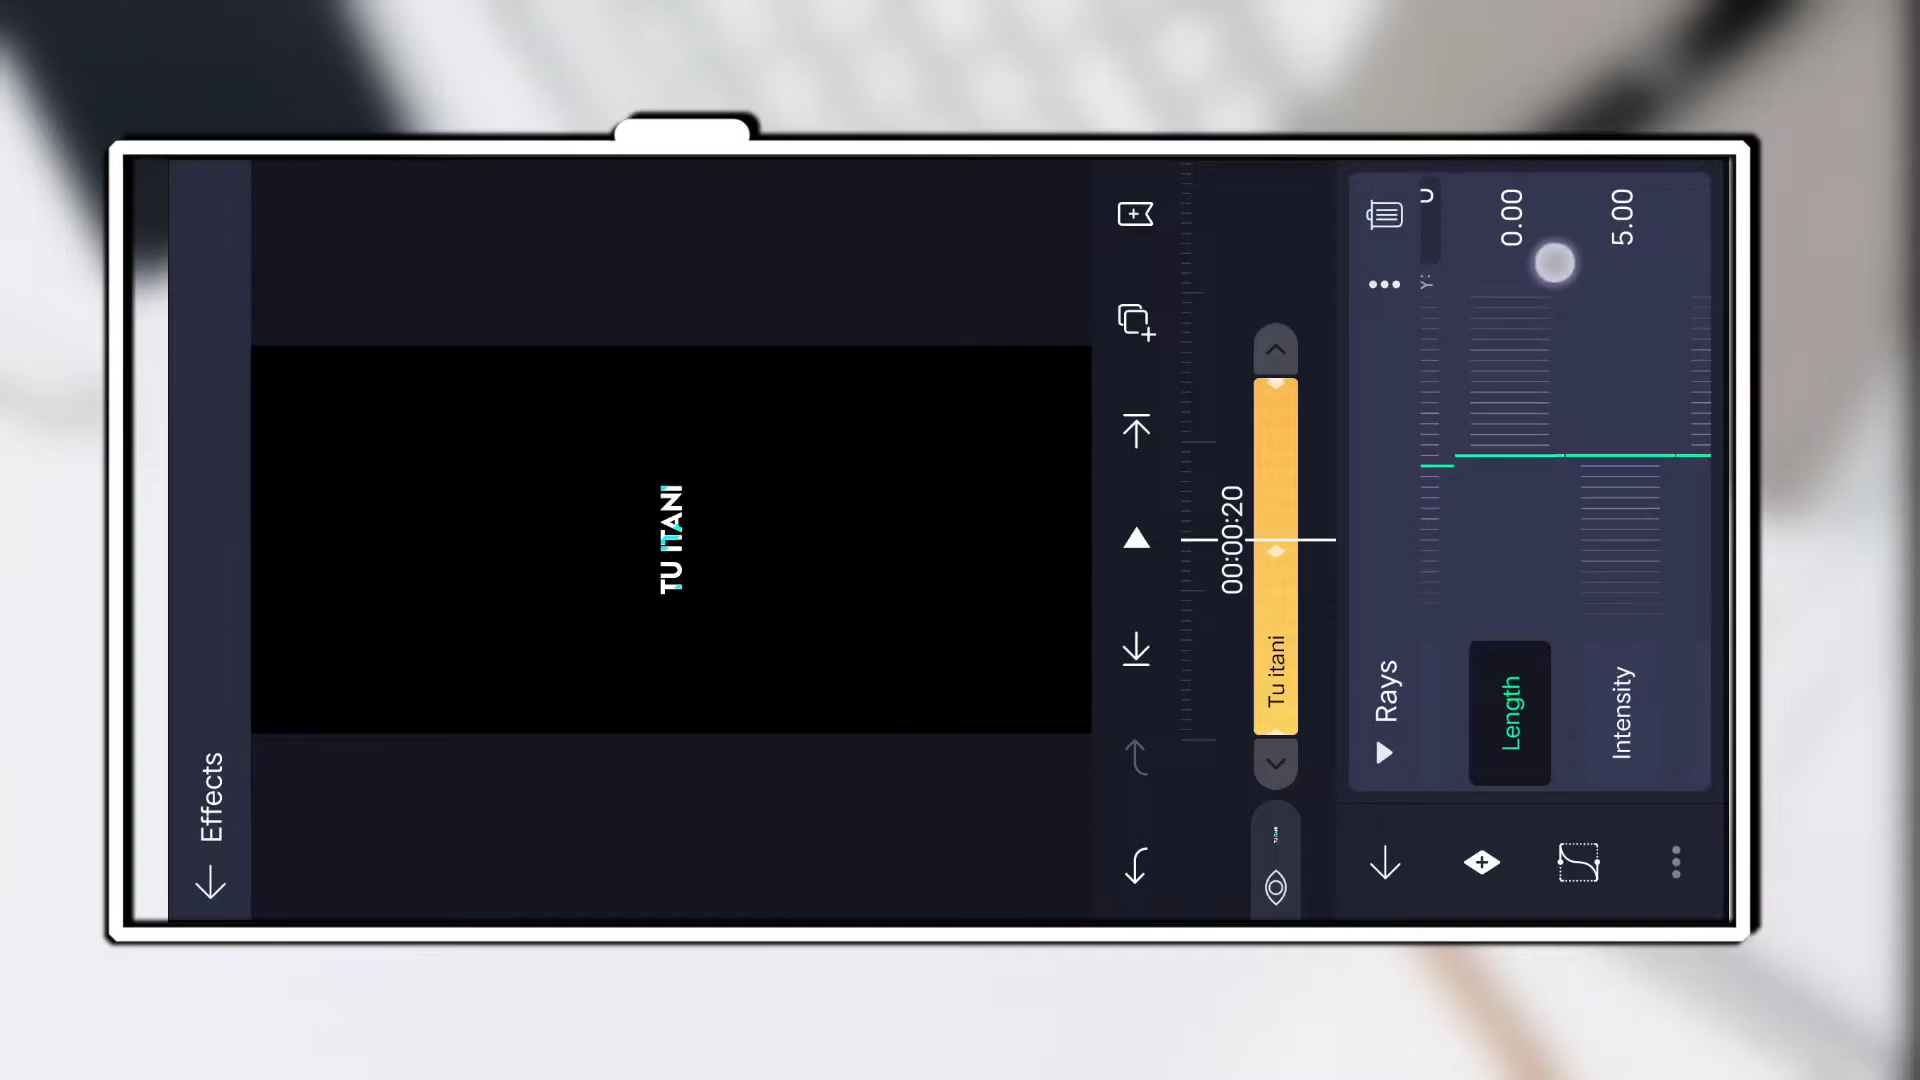 Effects
TU ITANI
00:00:20
Tu itani
Rays
Y:
Length
0.00
Intensity
5.00